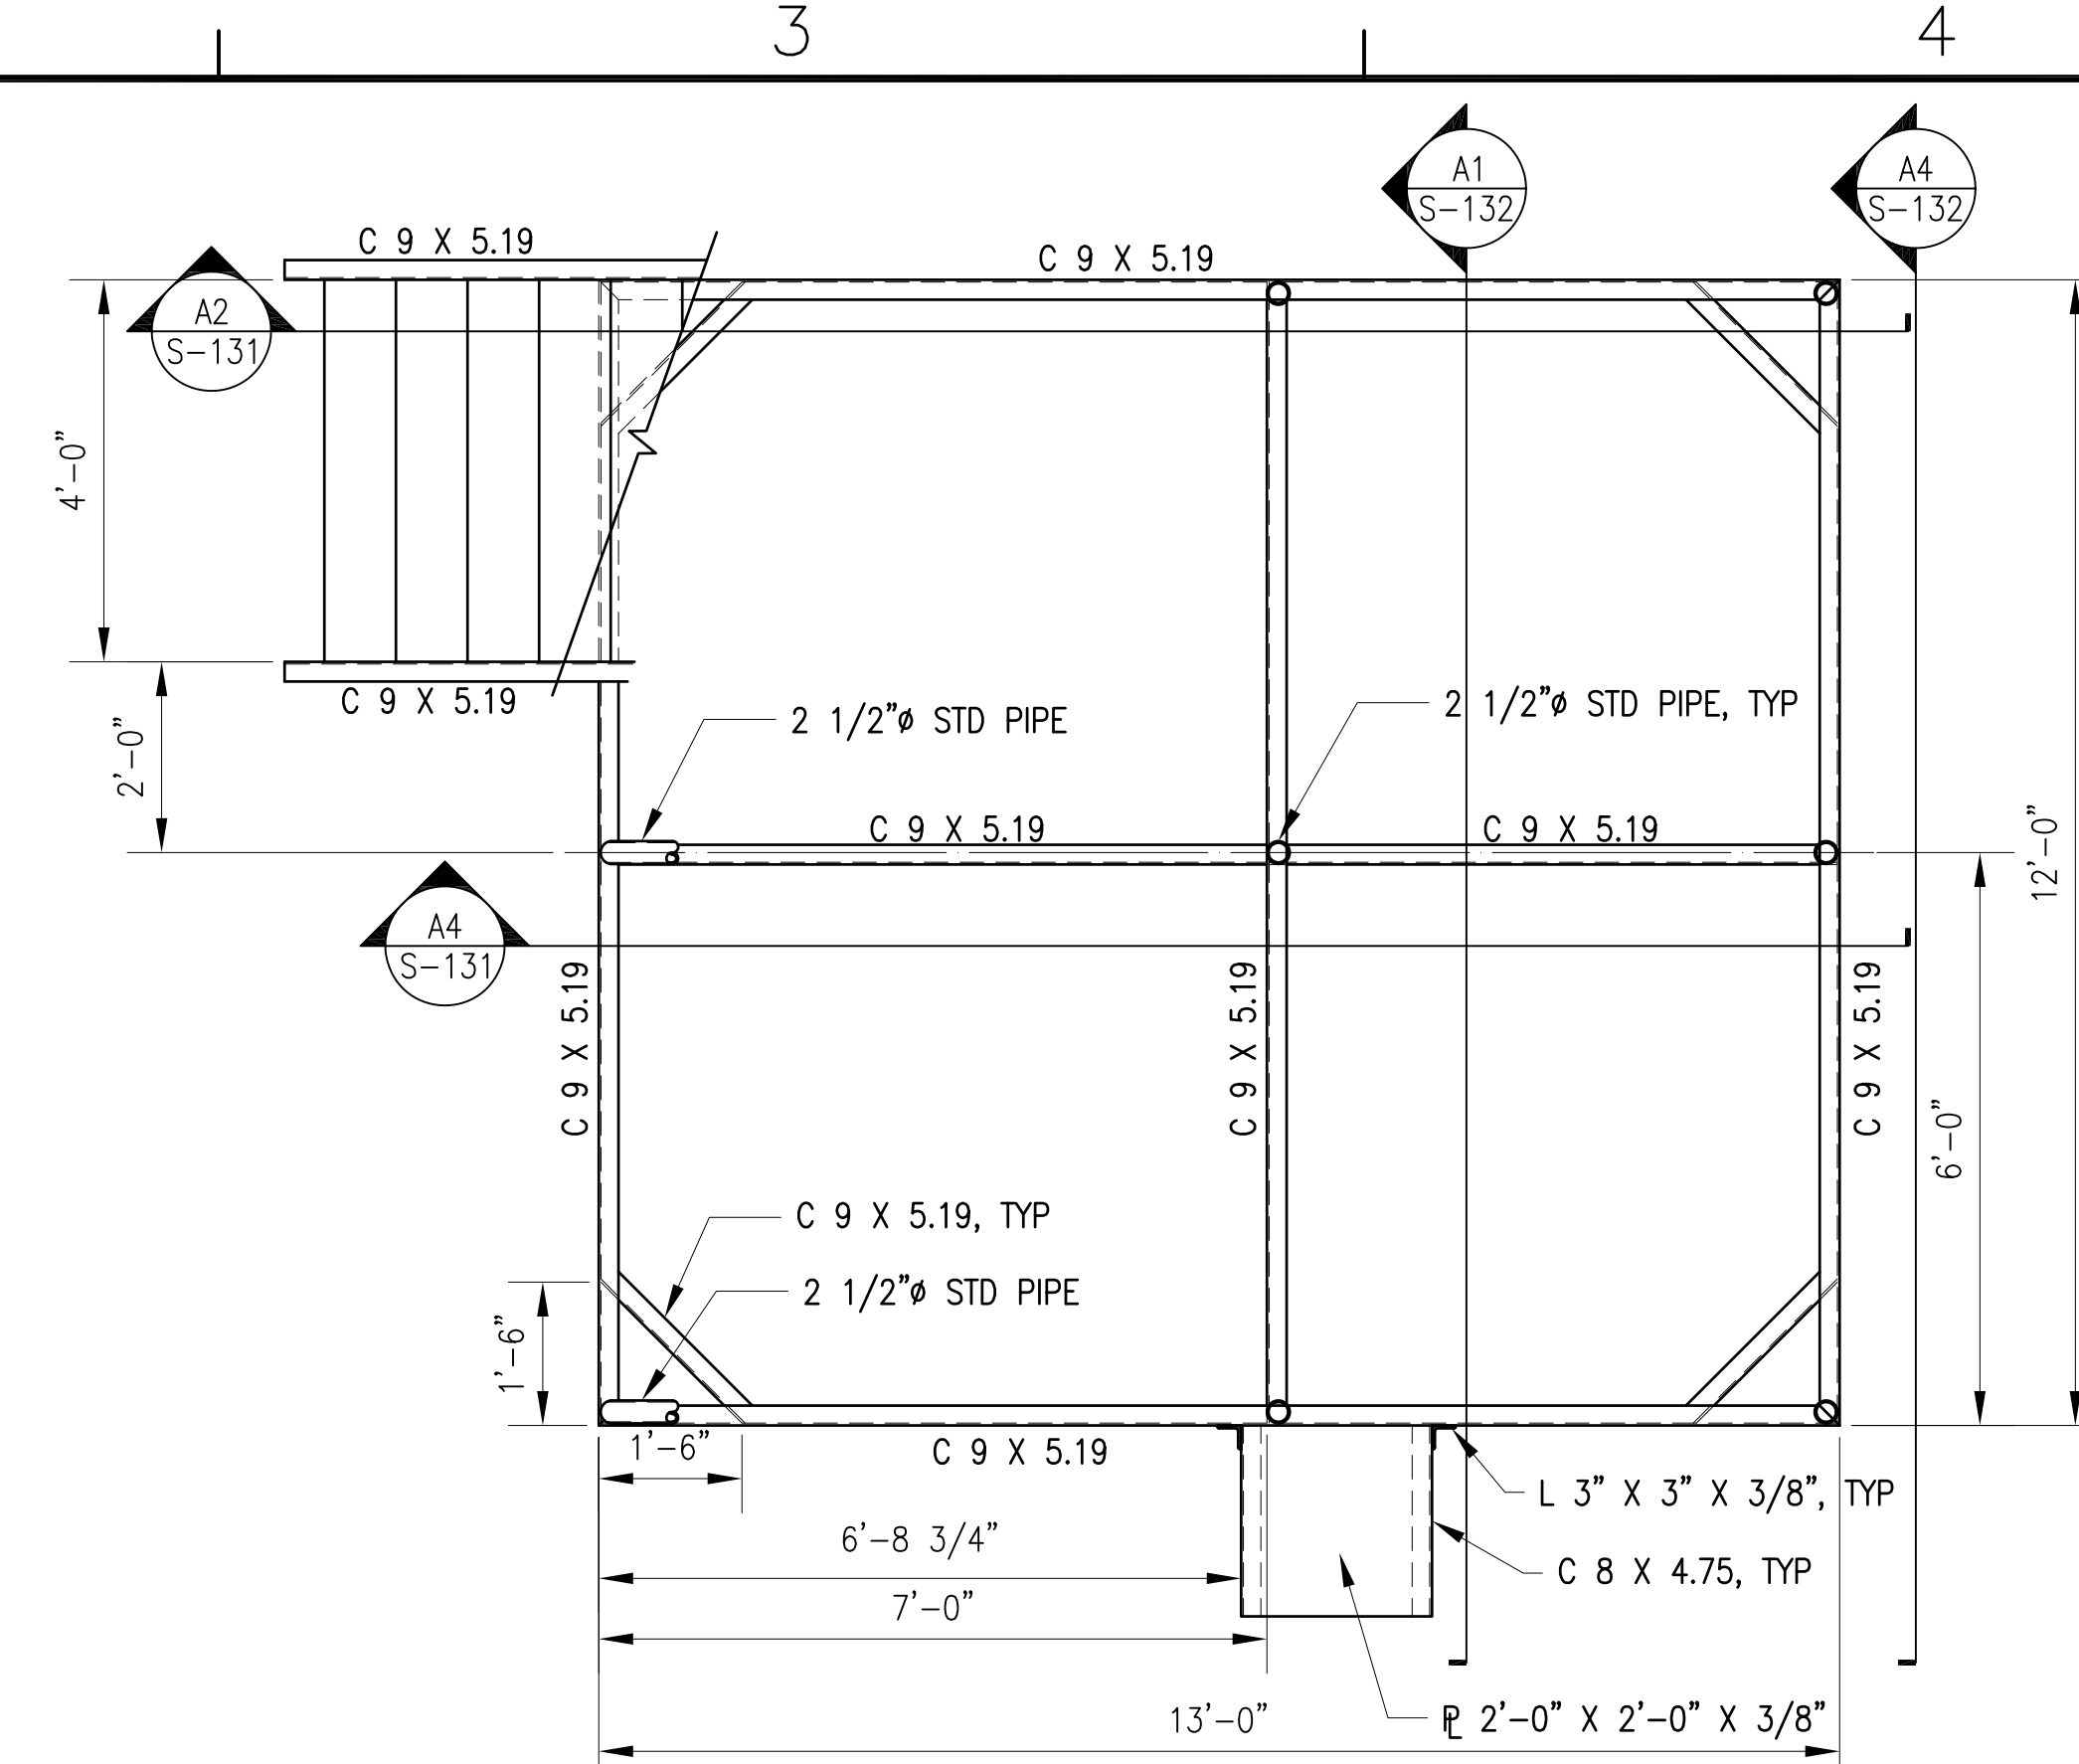 3
4
A1
S-132
A4
S-132
C 9 X 5.19
C 9 X 5.19
A2
S-131
4'-0"
C 9 X 5.19
2 1/2"ø STD PIPE
2 1/2"ø STD PIPE, TYP
2'-0"
C 9 X 5.19
C 9 X 5.19
12'-0"
A4
S-131
C 9 X 5.19
C 9 X 5.19
C 9 X 5.19
6'-0"
C 9 X 5.19, TYP
2 1/2"ø STD PIPE
1'-6"
1'-6"
C 9 X 5.19
L 3" X 3" X 3/8", TYP
6'-8 3/4"
C 8 X 4.75, TYP
7'-0"
13'-0"
PL 2'-0" X 2'-0" X 3/8"